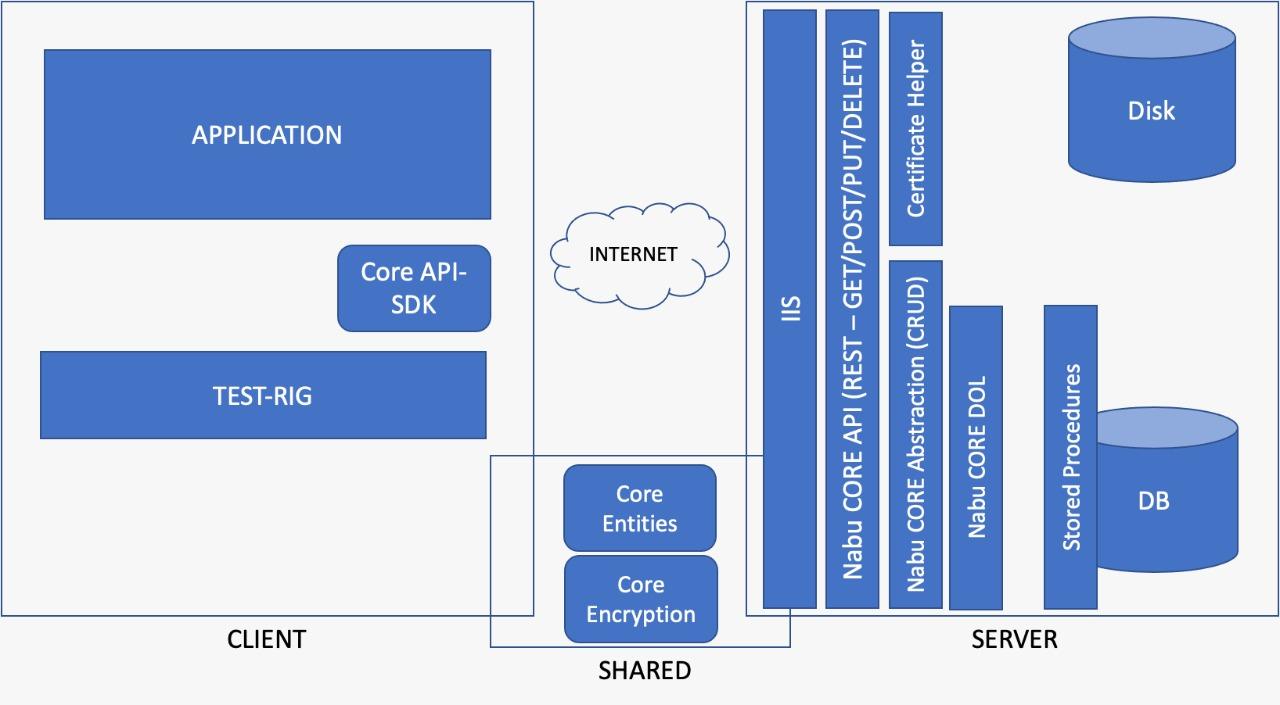 APPLICATION
Core API-
SDK
TEST-RIG
CLIENT
INTERNET
Core
Entities
Core
Encryption
SHARED
IIS
Nabu CORE API (REST – GET/POST/PUT/DELETE)
Certificate Helper
Nabu CORE Abstraction (CRUD)
Nabu CORE DOL
Stored Procedures
Disk
DB
SERVER